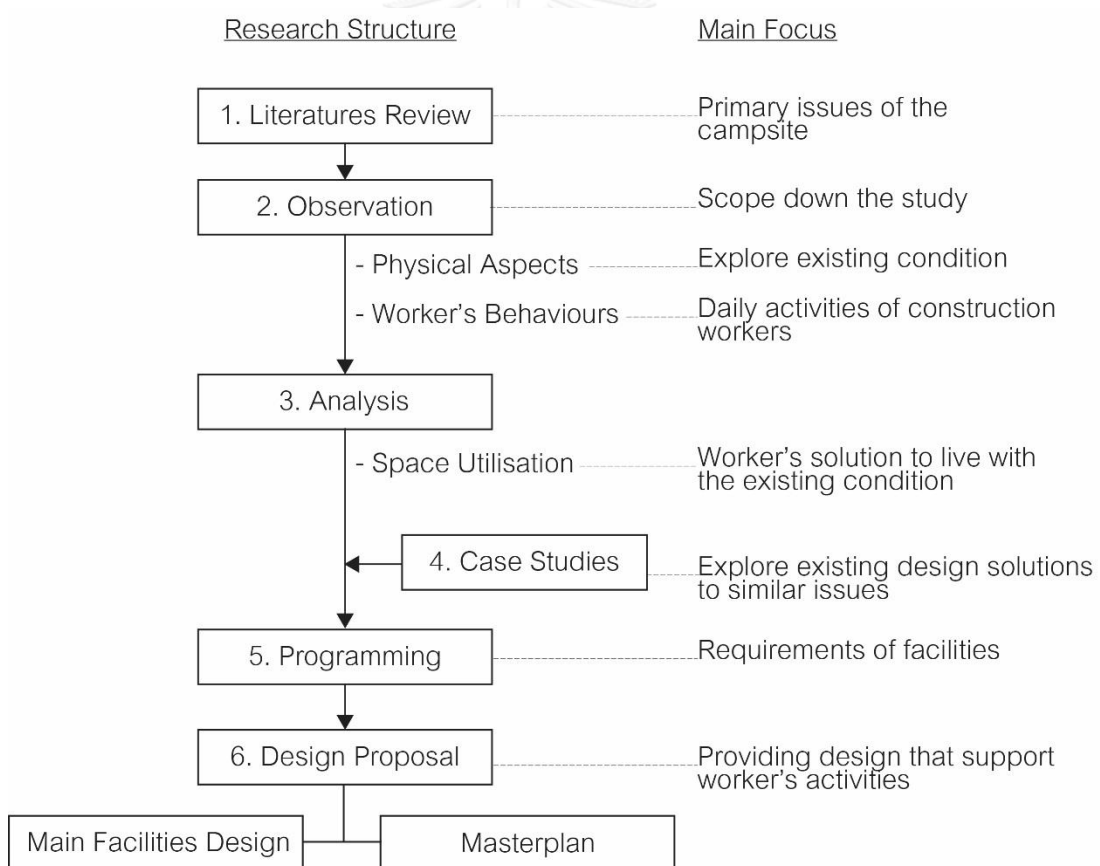 Research Structure
Main Focus
1. Literatures Review
Primary issues of the
campsite
2. Observation
Scope down the study
- Physical Aspects
Explore existing condition
- Worker's Behaviours
Daily activities of construction
workers
3. Analysis
- Space Utilisation
Worker's solution to live with
the existing condition
4. Case Studies
Explore existing design solutions
to similar issues
5. Programming
Requirements of facilities
6. Design Proposal
Providing design that support
worker's activities
Main Facilities Design
Masterplan